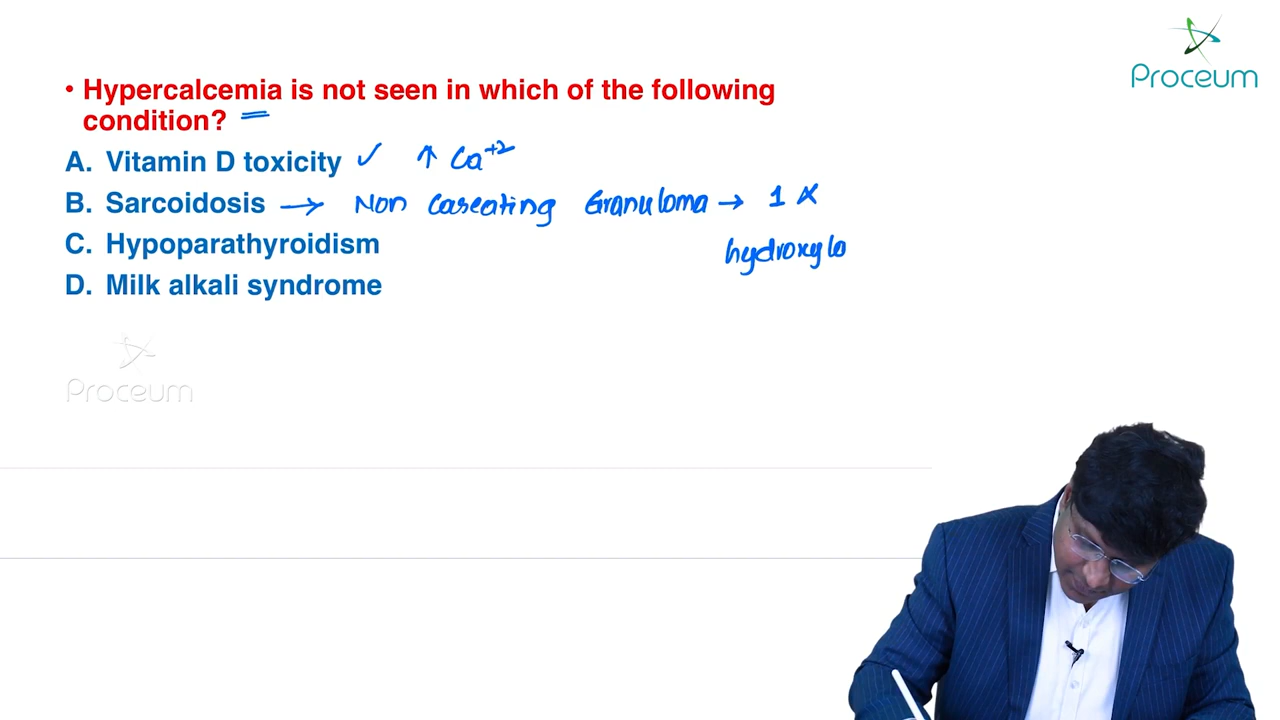 Proceum
• Hypercalcemia is not seen in which of the following
condition?
A. Vitamin D toxicity ✓ ↑ Ca+2
B. Sarcoidosis → Non Caseating Granuloma → 1 α
hydroxyla
C. Hypoparathyroidism
D. Milk alkali syndrome
Proceum